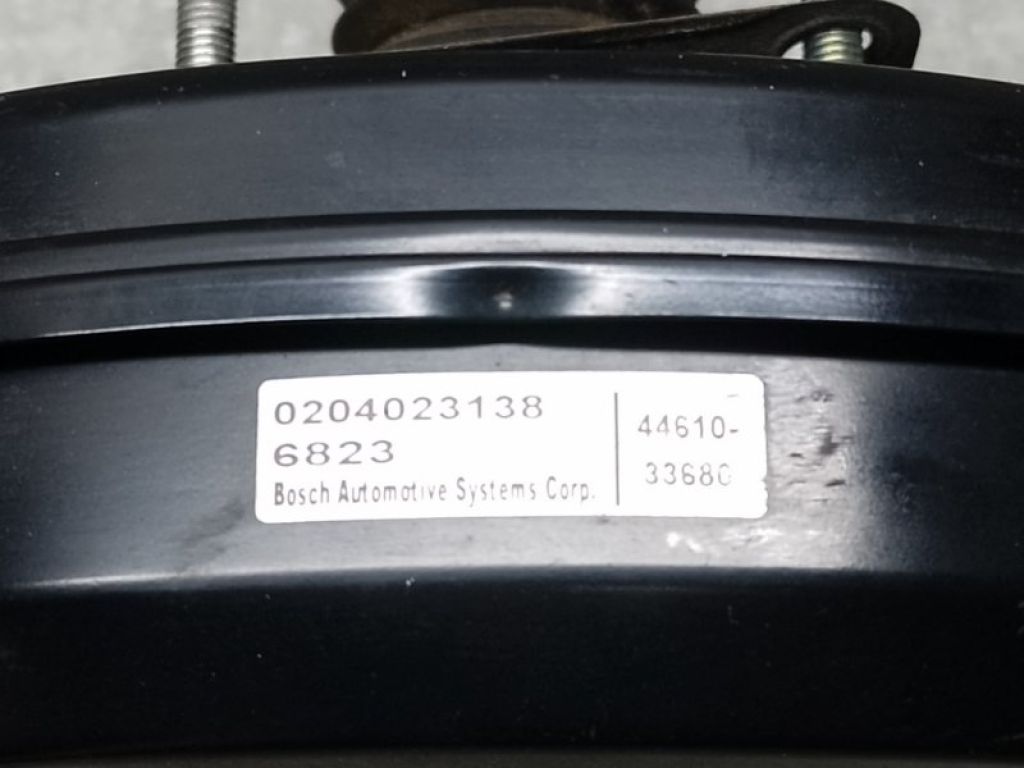 0204023138
6823
Bosch Automotive Systems Corp.
44610-
33680